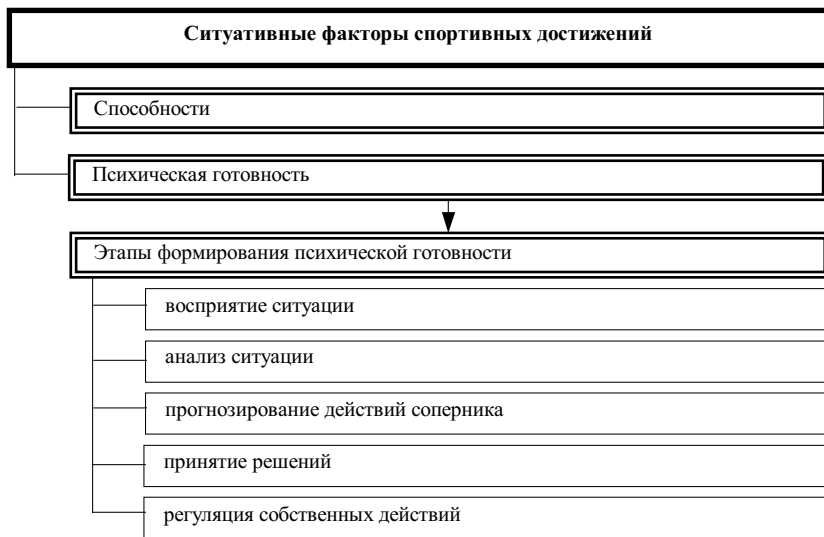 Ситуативные факторы спортивных достижений
Способности
Психическая готовность
Этапы формирования психической готовности
восприятие ситуации
анализ ситуации
прогнозирование действий соперника
принятие решений
регуляция собственных действий